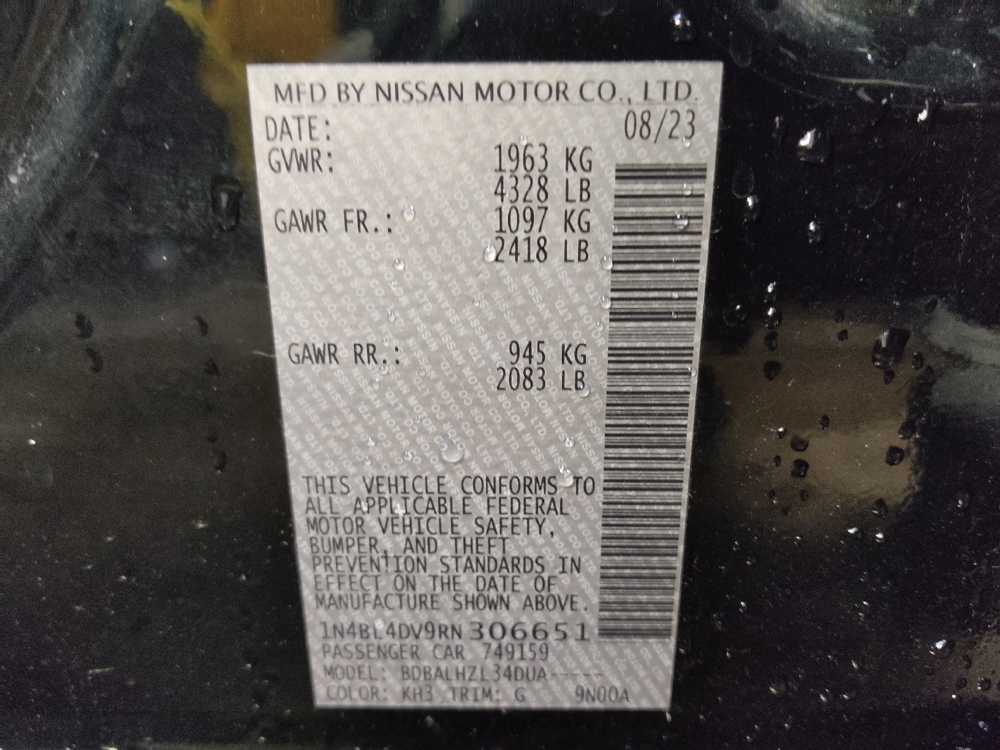 MFD BY NISSAN MOTOR CO., LTD.
DATE: 08/23
GVWR: 1963 KG
4328 LB
GAWR FR.: 1097 KG
2418 LB
GAWR RR.: 945 KG
2083 LB
THIS VEHICLE CONFORMS TO
ALL APPLICABLE FEDERAL
MOTOR VEHICLE SAFETY,
BUMPER, AND THEFT
PREVENTION STANDARDS IN
EFFECT ON THE DATE OF
MANUFACTURE SHOWN ABOVE.
1N4BL4DV9RN306651
PASSENGER CAR 749159
MODEL: BDBALHZL34DUA-----
COLOR: KH3 TRIM: G 9N00A